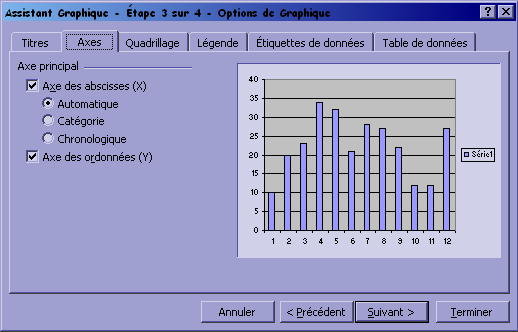 Assistant Graphique - Étape 3 sur 4 - Options de Graphique
Titres Axes Quadrillage Légende Étiquettes de données Table de données
Axe principal
Axe des abscisses (X)
Automatique
Catégorie
Chronologique
Axe des ordonnées (Y)
40
35
30
25
20
15
10
5
0
1 2 3 4 5 6 7 8 9 10 11 12
Série1
Annuler < Précédent Suivant > Terminer